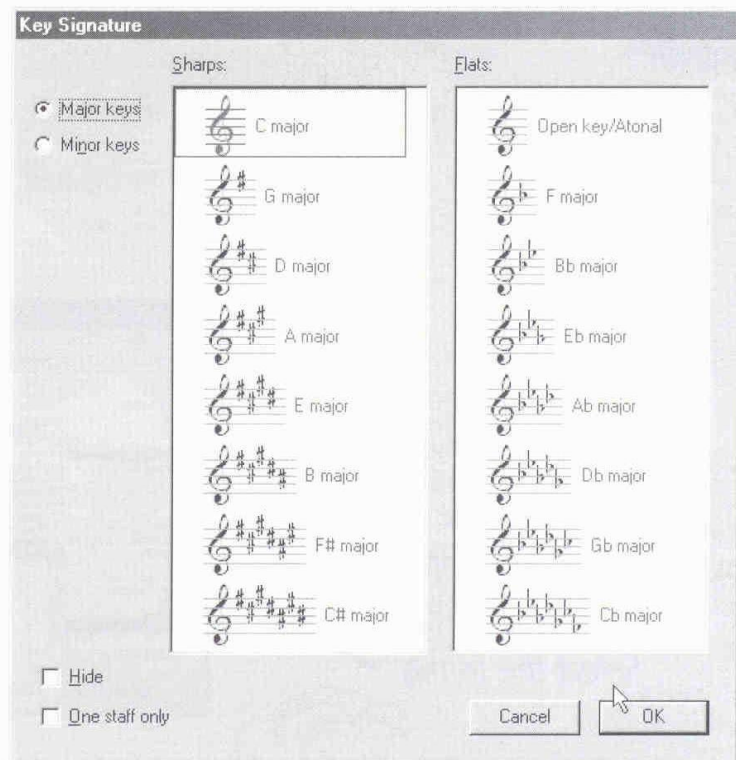 Key Signature
Sharps:
Flats:
Major keys
Minor keys
C major
G major
D major
A major
E major
B major
F# major
C# major
Open key/Atonal
F major
Bb major
Eb major
Ab major
Db major
Gb major
Cb major
Hide
One staff only
Cancel
OK